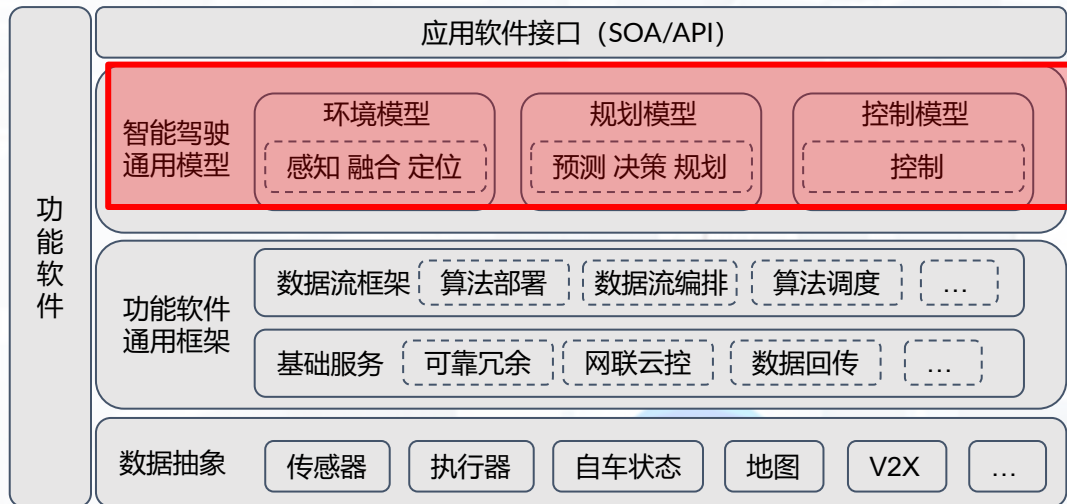 应用软件接口（SOA/API）
功能软件
智能驾驶
通用模型
环境模型
感知 融合 定位
规划模型
预测 决策 规划
控制模型
控制
功能软件
通用框架
数据流框架 算法部署 数据流编排 算法调度 …
基础服务 可靠冗余 网联云控 数据回传 …
数据抽象 传感器 执行器 自车状态 地图 V2X …